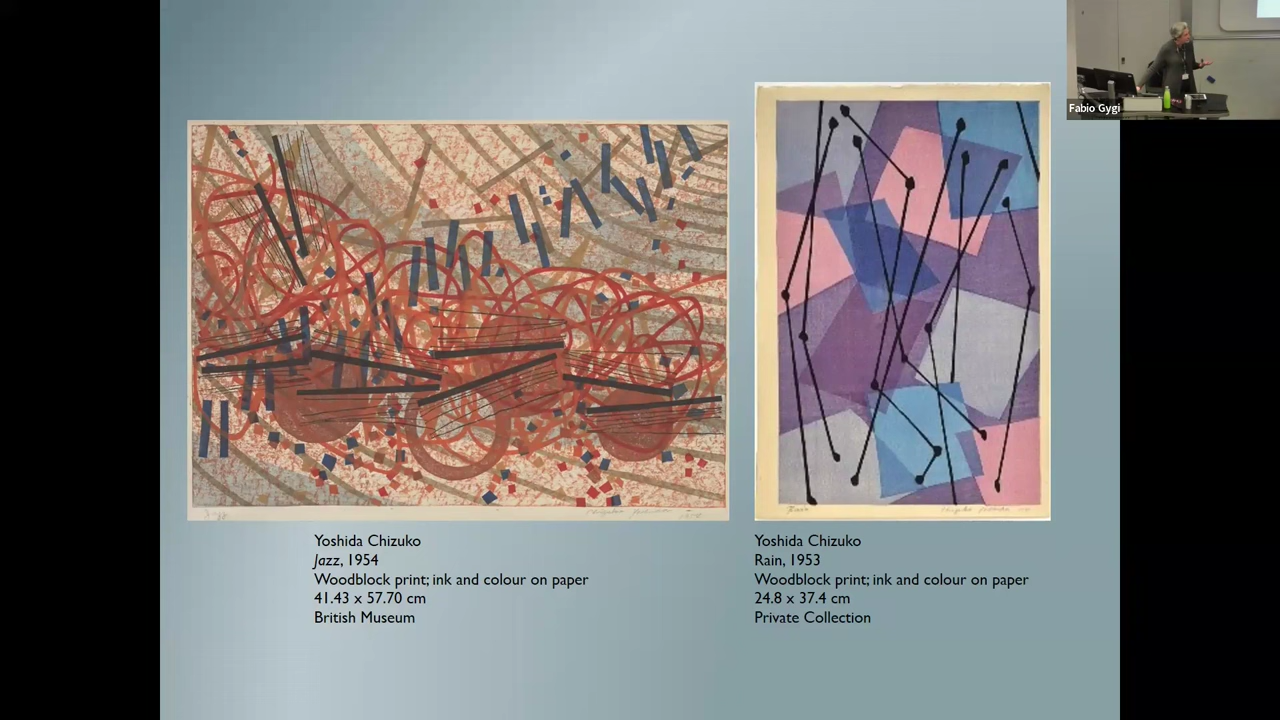 Fabio Gygi
Jazz
Rain
Yoshida Chizuko
Jazz, 1954
Woodblock print; ink and colour on paper
41.43 x 57.70 cm
British Museum
Yoshida Chizuko
Rain, 1953
Woodblock print; ink and colour on paper
24.8 x 37.4 cm
Private Collection